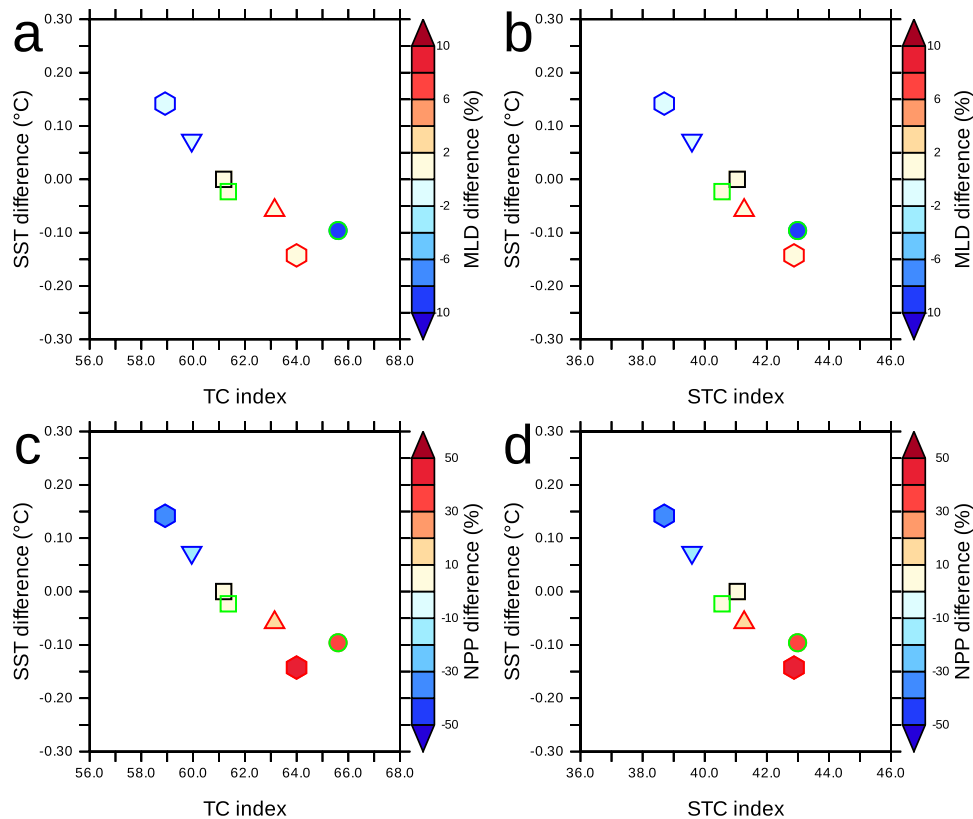 a
SST difference (°C)
0.30
0.20
0.10
0.00
-0.10
-0.20
-0.30
56.0 58.0 60.0 62.0 64.0 66.0 68.0
TC index
10
6
2
-2
-6
10
MLD difference (%)
b
SST difference (°C)
0.30
0.20
0.10
0.00
-0.10
-0.20
-0.30
36.0 38.0 40.0 42.0 44.0 46.0
STC index
10
6
2
-2
-6
10
MLD difference (%)
c
SST difference (°C)
0.30
0.20
0.10
0.00
-0.10
-0.20
-0.30
56.0 58.0 60.0 62.0 64.0 66.0 68.0
TC index
50
30
10
-10
-30
-50
NPP difference (%)
d
SST difference (°C)
0.30
0.20
0.10
0.00
-0.10
-0.20
-0.30
36.0 38.0 40.0 42.0 44.0 46.0
STC index
50
30
10
-10
-30
-50
NPP difference (%)